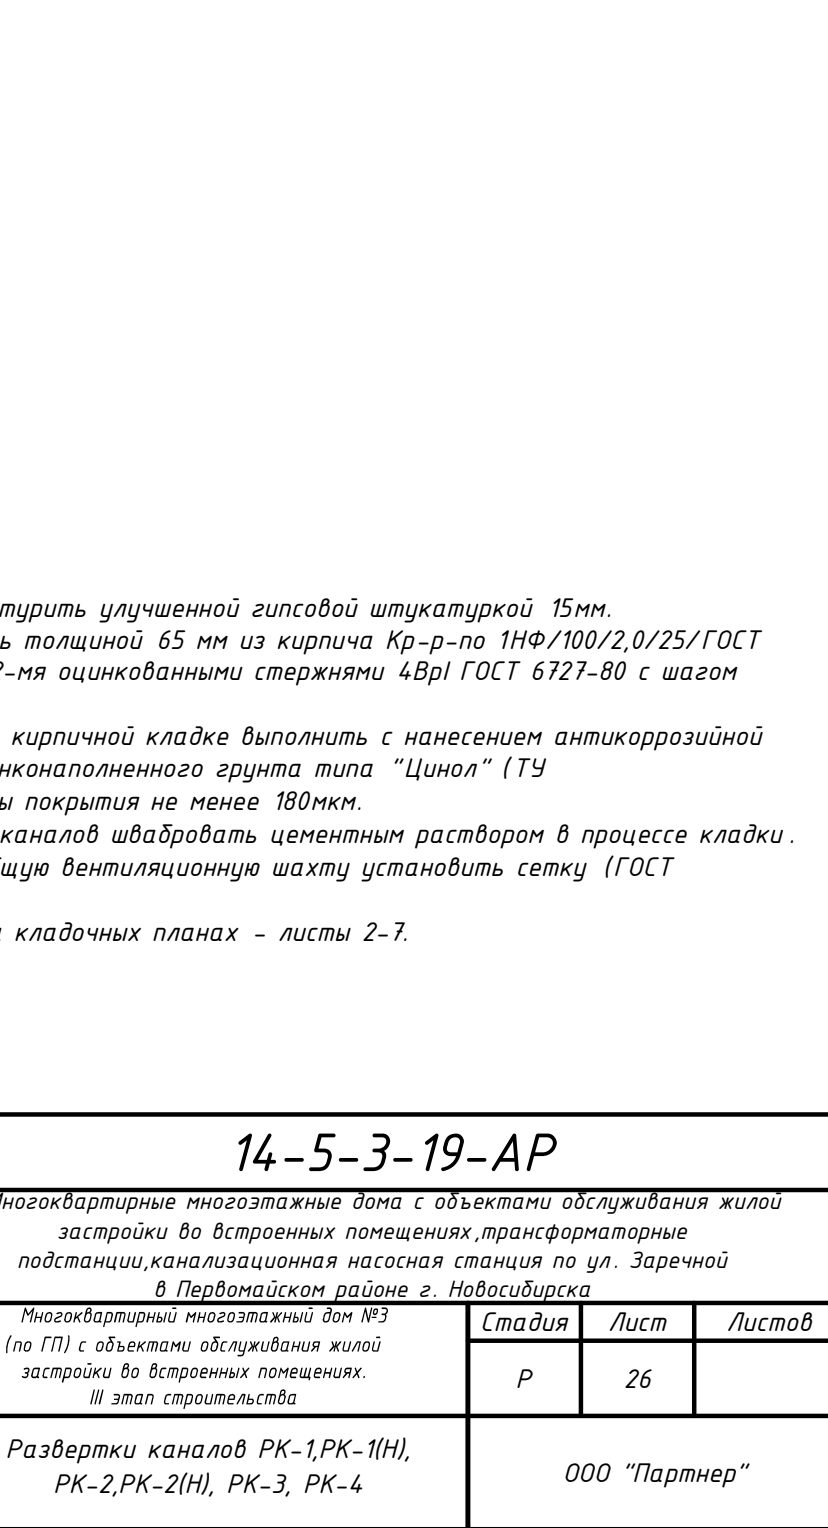 турить улучшенной гипсовой штукатуркой 15мм.
ь толщиной 65 мм из кирпича Кр-р-по 1НФ/100/2,0/25/ГОСТ
2-мя оцинкованными стержнями 4ВрI ГОСТ 6727-80 с шагом
кирпичной кладке выполнить с нанесением антикоррозийной
нконаполненного грунта типа "Цинол" (ТУ
ы покрытия не менее 180мкм.
каналов швабровать цементным раствором в процессе кладки.
щую вентиляционную шахту установить сетку (ГОСТ
кладочных планах - листы 2-7.
14-5-3-19-АР
Многоквартирные многоэтажные дома с объектами обслуживания жилой
застройки во встроенных помещениях,трансформаторные
подстанции,канализационная насосная станция по ул. Заречной
в Первомайском районе г. Новосибирска
Многоквартирный многоэтажный дом №3
(по ГП) с объектами обслуживания жилой
застройки во встроенных помещениях.
III этап строительства
Стадия Лист Листов
Р 26
Развертки каналов РК-1,РК-1(Н),
РК-2,РК-2(Н), РК-3, РК-4
ООО "Партнер"